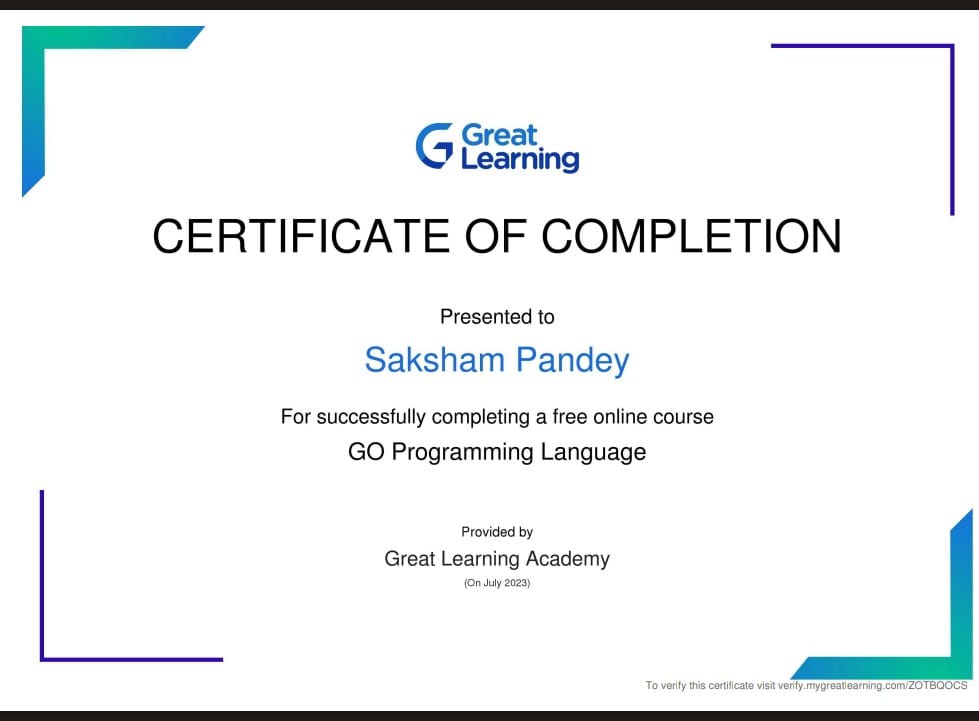 Great
Learning
CERTIFICATE OF COMPLETION
Presented to
Saksham Pandey
For successfully completing a free online course
GO Programming Language
Provided by
Great Learning Academy
(On July 2023)
To verify this certificate visit verify.mygreatlearning.com/ZOTBQOCS